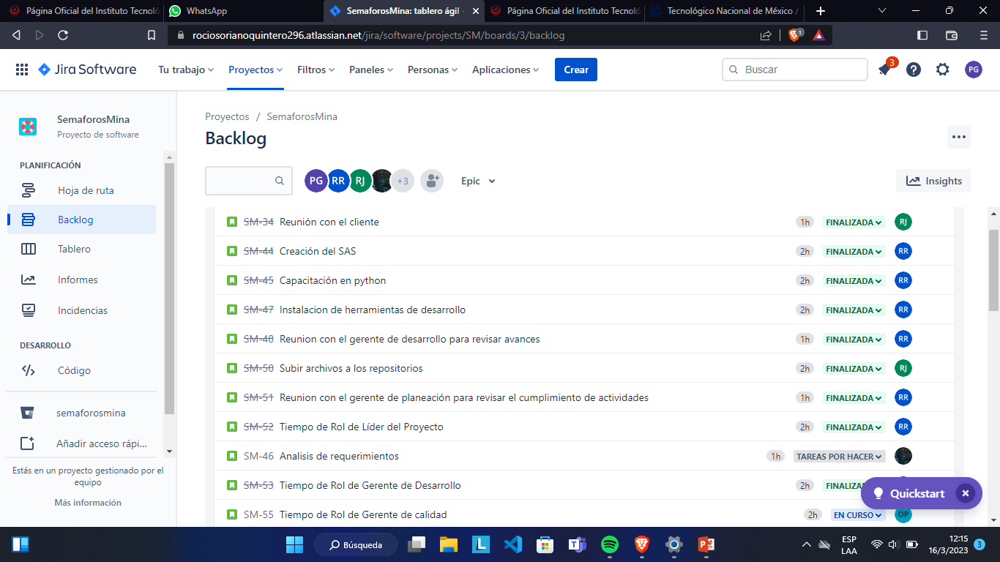 Página Oficial del Instituto Tecnoló
WhatsApp
SemaforosMina: tablero ágil -
Página Oficial del Instituto Tecnoló
Tecnológico Nacional de México /
rociosorianoquintero296.atlassian.net/jira/software/projects/SM/boards/3/backlog
1
Jira Software
Tu trabajo
Proyectos
Filtros
Paneles
Personas
Aplicaciones
Crear
Buscar
3
PG
SemaforosMina
Proyecto de software
PLANIFICACIÓN
Hoja de ruta
Backlog
Tablero
Informes
Incidencias
DESARROLLO
Código
semaforosmina
Añadir acceso rápi...
Estás en un proyecto gestionado por el
equipo
Más información
Proyectos / SemaforosMina
Backlog
PG RR RJ +3
Epic
Insights
SM-34 Reunión con el cliente 1h FINALIZADA RJ
SM-44 Creación del SAS 2h FINALIZADA RR
SM-45 Capacitación en python 2h FINALIZADA RR
SM-47 Instalacion de herramientas de desarrollo 2h FINALIZADA RR
SM-48 Reunion con el gerente de desarrollo para revisar avances 1h FINALIZADA RR
SM-50 Subir archivos a los repositorios 2h FINALIZADA RJ
SM-51 Reunion con el gerente de planeación para revisar el cumplimiento de actividades 1h FINALIZADA RR
SM-52 Tiempo de Rol de Líder del Proyecto 2h FINALIZADA RR
SM-46 Analisis de requerimientos 1h TAREAS POR HACER
SM-53 Tiempo de Rol de Gerente de Desarrollo 2h FINALIZA
SM-55 Tiempo de Rol de Gerente de calidad 2h EN CURSO OP
Quickstart
Búsqueda
ESP
LAA
12:15
16/3/2023
3